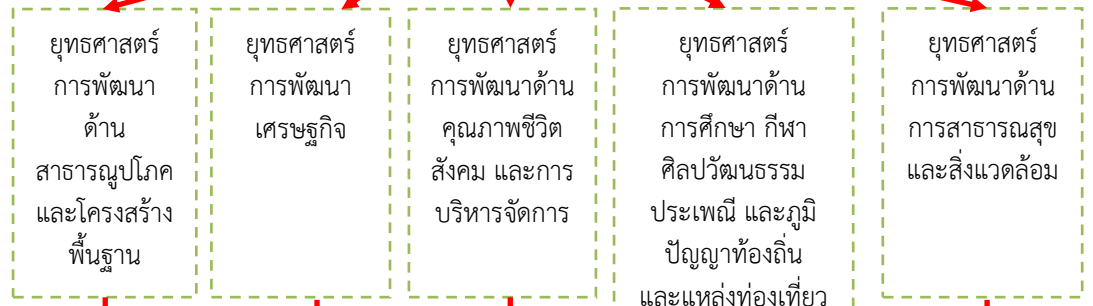 ยุทธศาสตร์
การพัฒนา
ด้าน
สาธารณูปโภค
และโครงสร้าง
พื้นฐาน
ยุทธศาสตร์
การพัฒนา
เศรษฐกิจ
ยุทธศาสตร์
การพัฒนาด้าน
คุณภาพชีวิต
สังคม และการ
บริหารจัดการ
ยุทธศาสตร์
การพัฒนาด้าน
การศึกษา กีฬา
ศิลปวัฒนธรรม
ประเพณี และภูมิ
ปัญญาท้องถิ่น
และแหล่งท่องเที่ยว
ยุทธศาสตร์
การพัฒนาด้าน
การสาธารณสุข
และสิ่งแวดล้อม